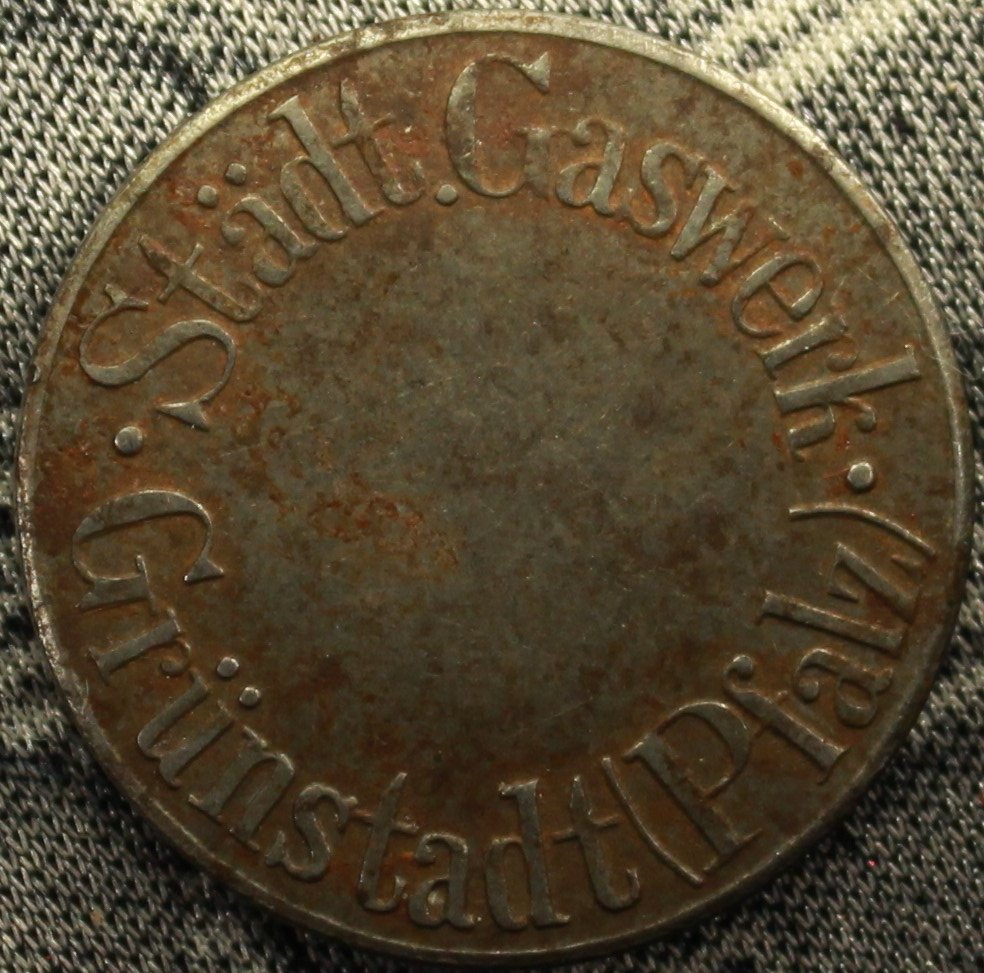 Städt. Gaswerk
Grünstadt (Pfalz)